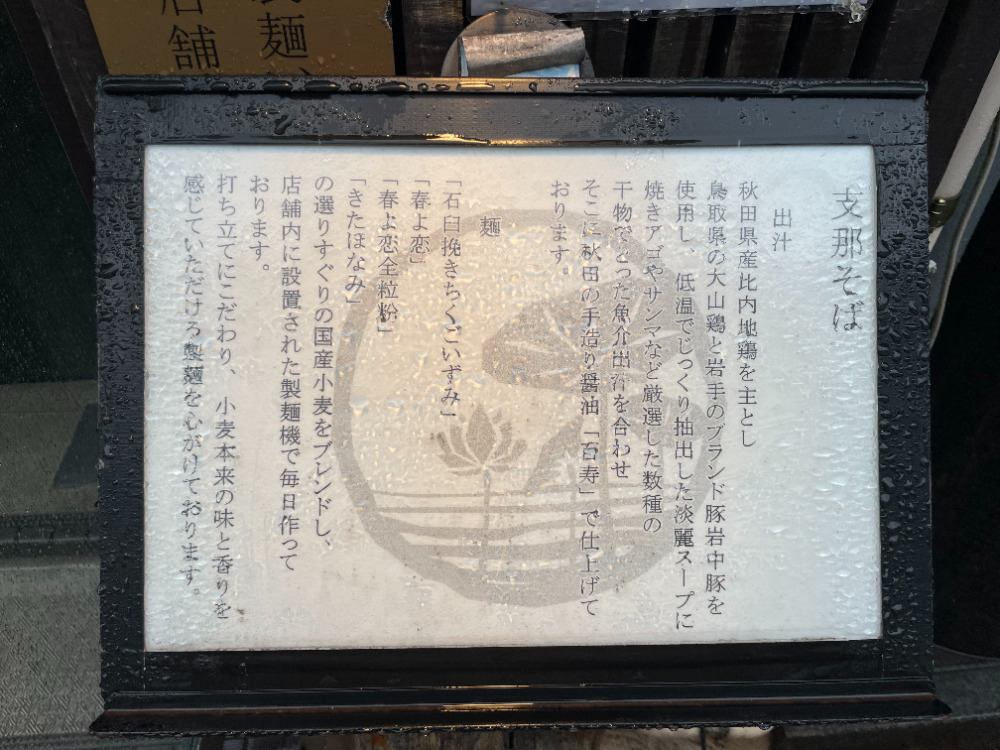 製麺、
店舗
支那そば
出汁
秋田県産比内地鶏を主とし
鳥取県の大山鶏と岩手のブランド豚岩中豚を
使用し、低温でじっくり抽出した淡麗スープに
焼きアゴやサンマなど厳選した数種の
干物でとった魚介出汁を合わせ
そこに秋田の手造り醤油「百寿」で仕上げて
おります。
麺
「石臼挽きちくごいずみ」
「春よ恋」
「春よ恋全粒粉」
「きたほなみ」
の選りすぐりの国産小麦をブレンドし、
店舗内に設置された製麺機で毎日作って
おります。
打ち立てにこだわり、小麦本来の味と香りを
感じていただける製麺を心がけております。